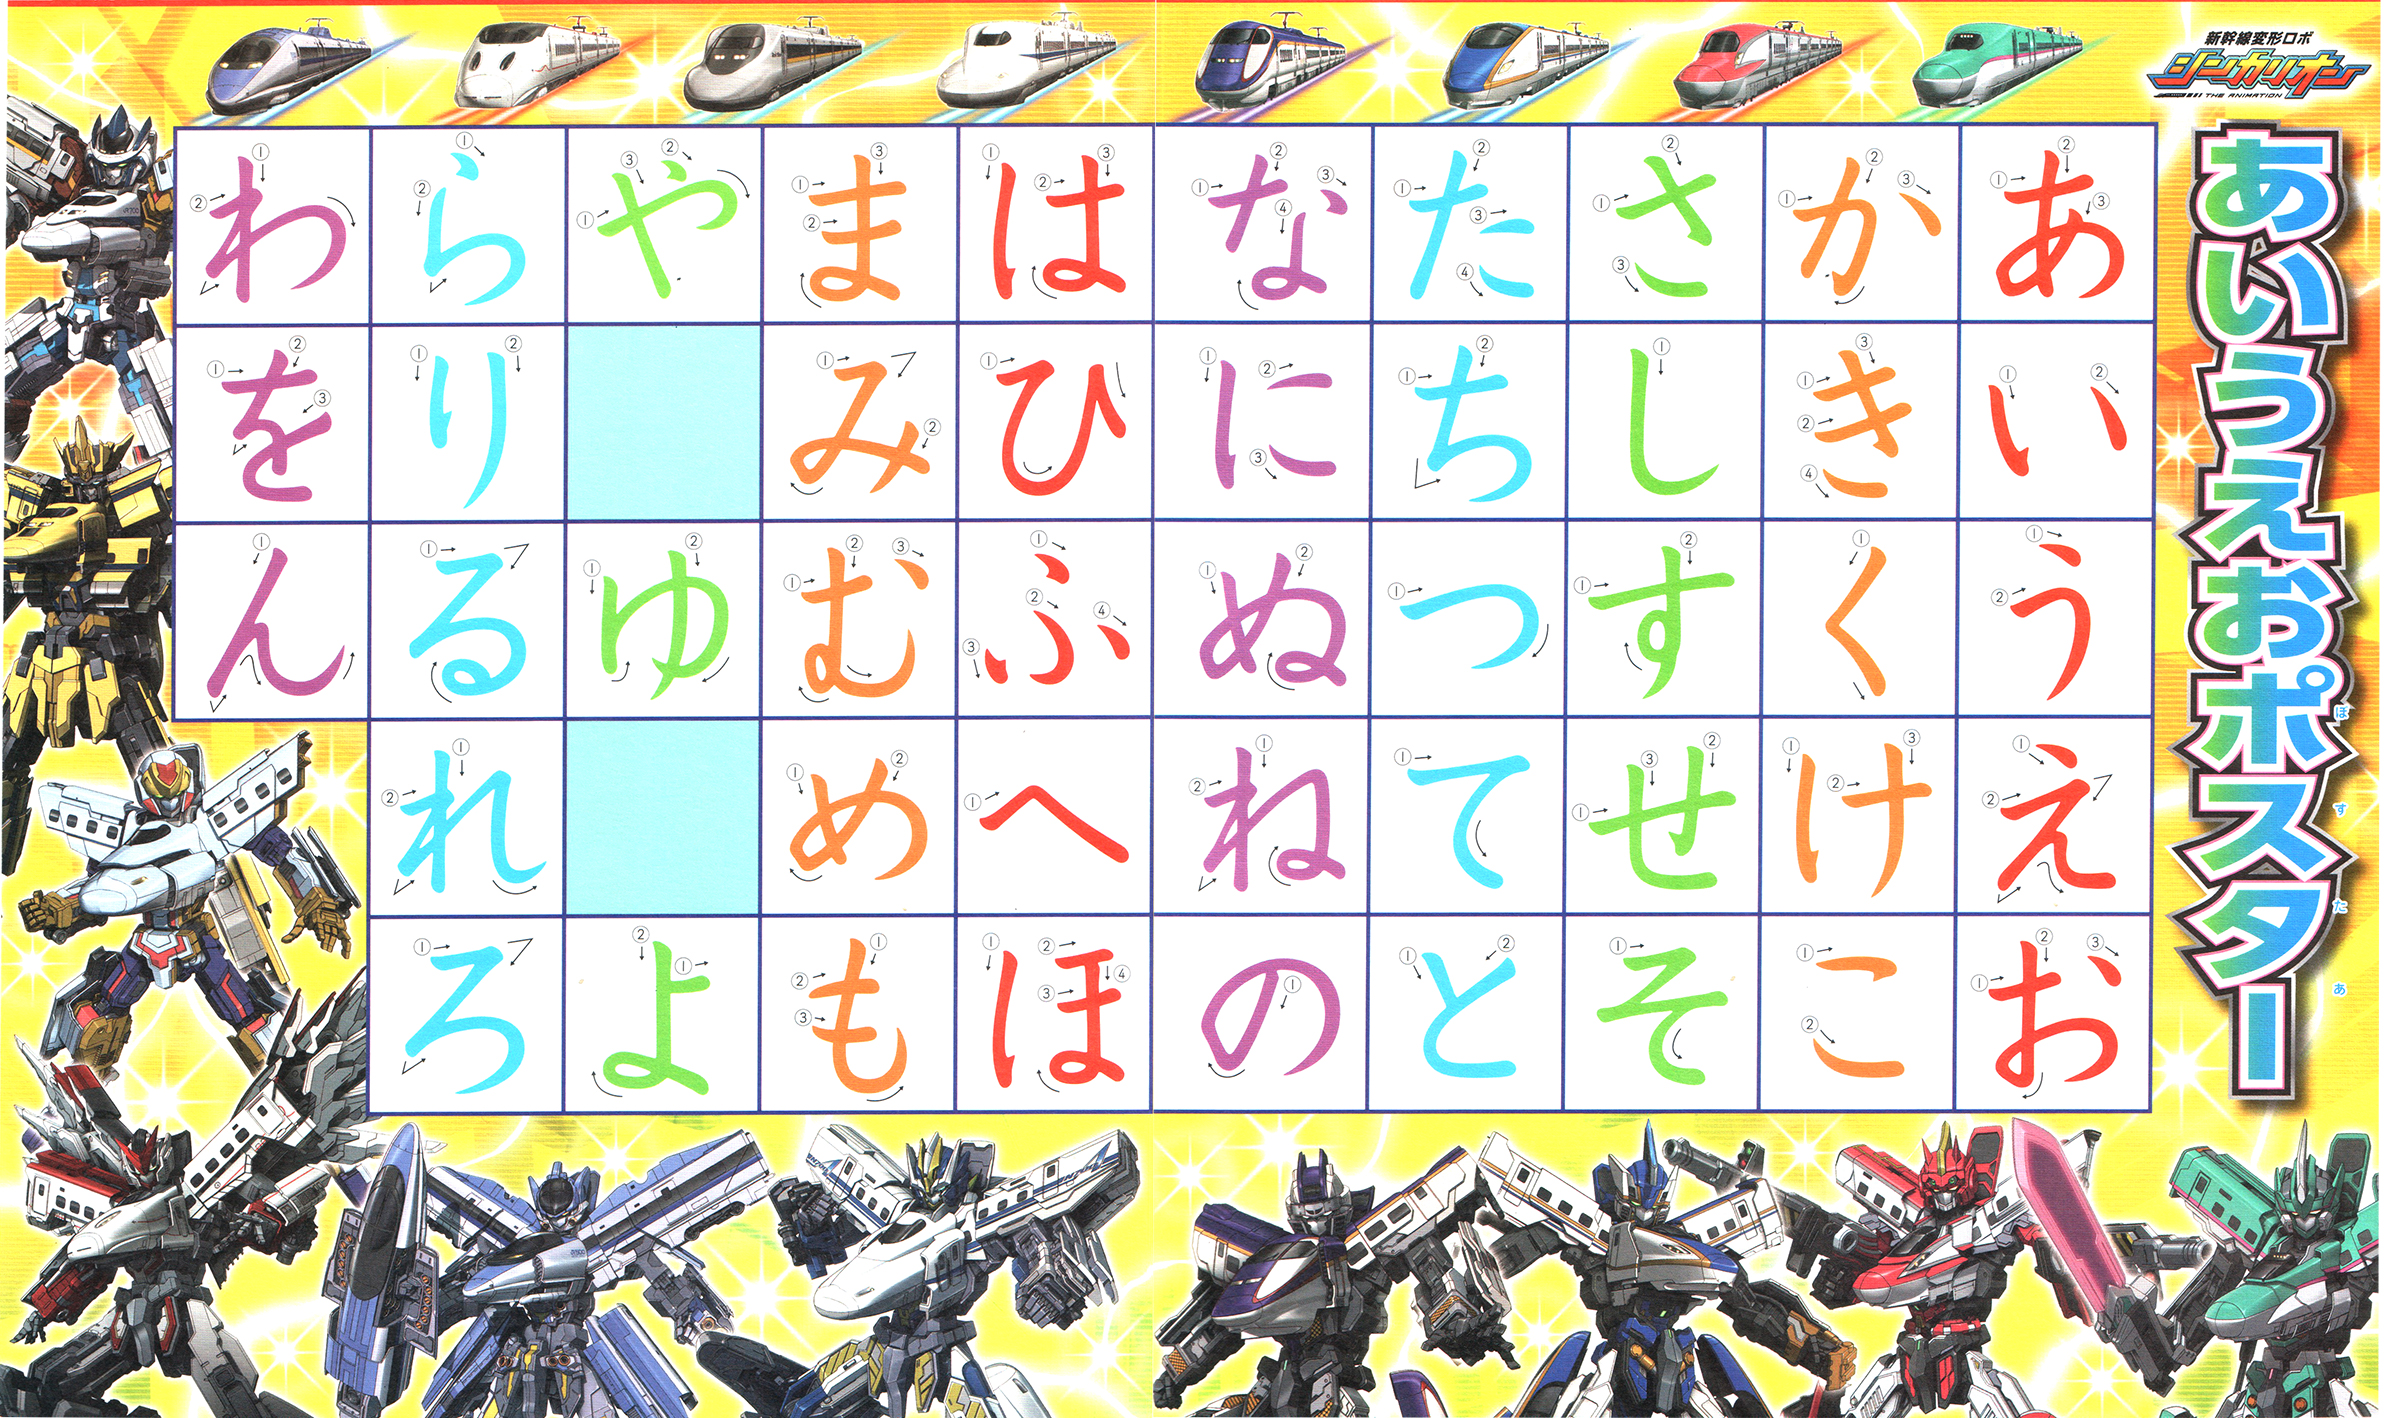 新幹線変形ロボ
シンカリオン
THE ANIMATION
あいうえおポスター
ぽすたあ
あ か さ た な は ま や ら わ
い き し ち に ひ み り を
う く す つ ぬ ふ む ゆ る ん
え け せ て ね へ め れ
お こ そ と の ほ も よ ろ